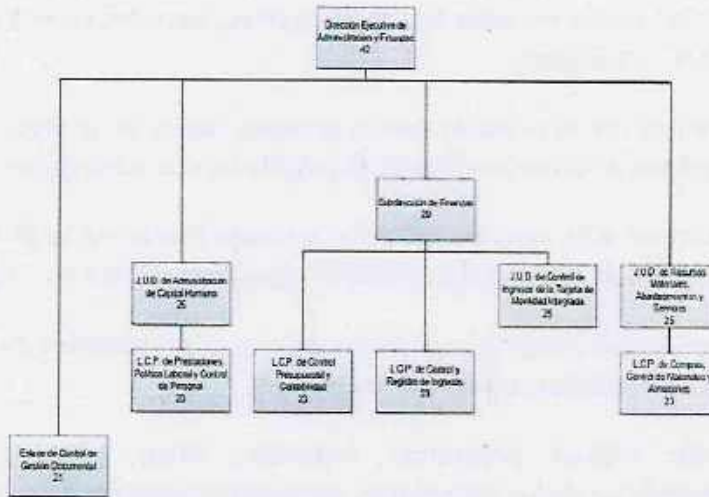 Dirección Ejecutiva de
Administración y Finanzas
42
Subdirección de Finanzas
29
J.U.D. de Administración
de Capital Humano
25
J.U.D. de Control de
Ingresos de la Tarjeta de
Movilidad Integrada
25
J.U.D. de Recursos
Materiales,
Abastecimientos y
Servicios
25
L.C.P. de Prestaciones,
Política Laboral y Control
de Personal
23
L.C.P. de Control
Presupuestal y
Contabilidad
23
L.C.P. de Control y
Registro de Ingresos
23
L.C.P. de Compras,
Control de Materiales y
Almacenes
23
Enlace de Control de
Gestión Documental
21